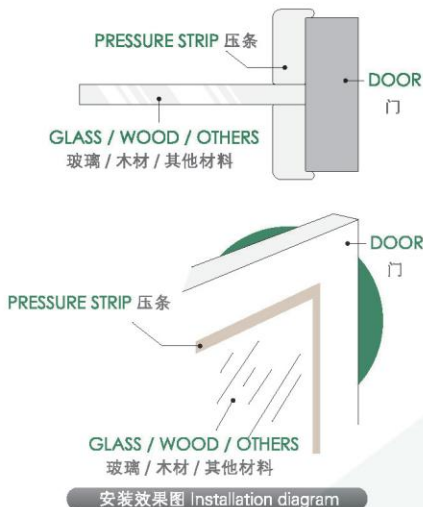 PRESSURE STRIP 压条
DOOR
门
GLASS / WOOD / OTHERS
玻璃 / 木材 / 其他材料
DOOR
门
PRESSURE STRIP 压条
GLASS / WOOD / OTHERS
玻璃 / 木材 / 其他材料
安装效果图 Installation diagram